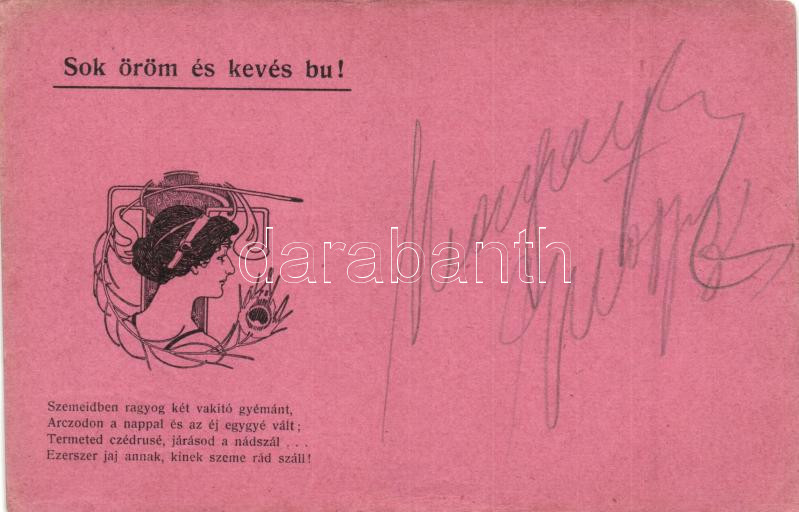 Sok öröm és kevés bu!
darabanth
Szemeidben ragyog két vakitó gyémánt,
Arczodon a nappal és az éj egygyé vált;
Termeted czédrusé, járásod a nádszál . . .
Ezerszer jaj annak, kinek szeme rád száll!